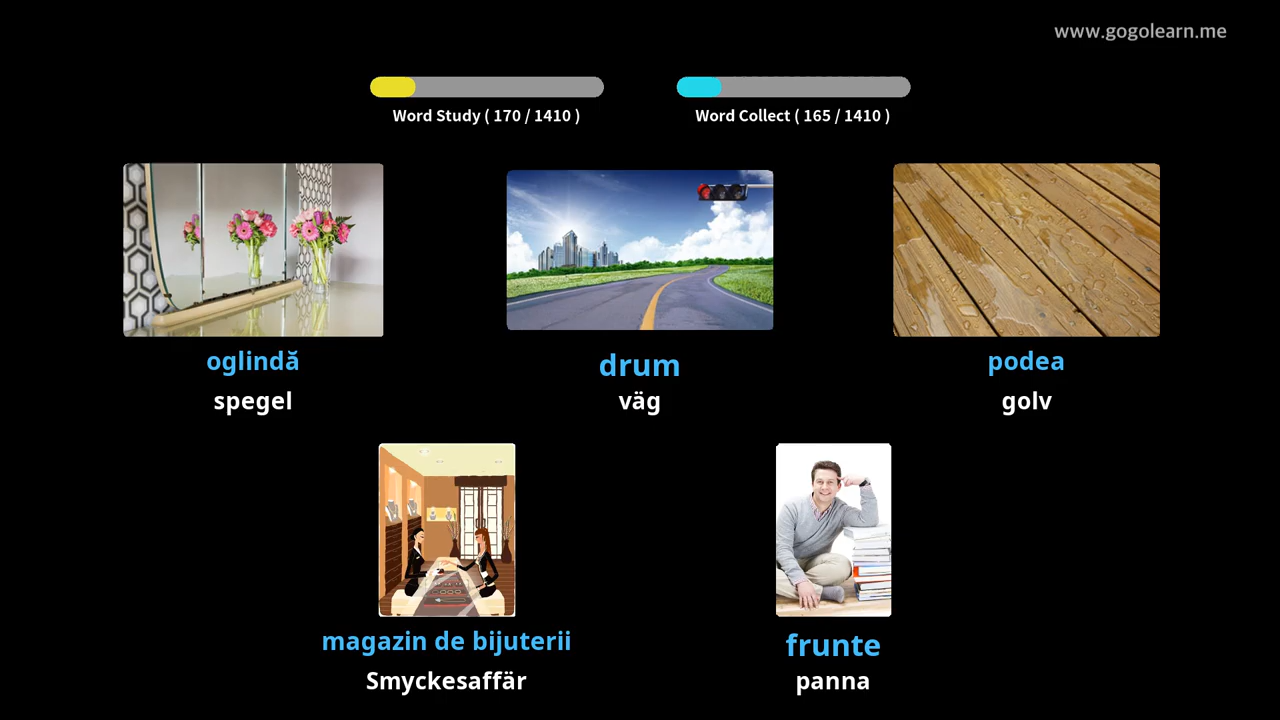 www.gogolearn.me
Word Study ( 170 / 1410 )
Word Collect ( 165 / 1410 )
oglindă
spegel
drum
väg
podea
golv
magazin de bijuterii
Smyckesaffär
frunte
panna